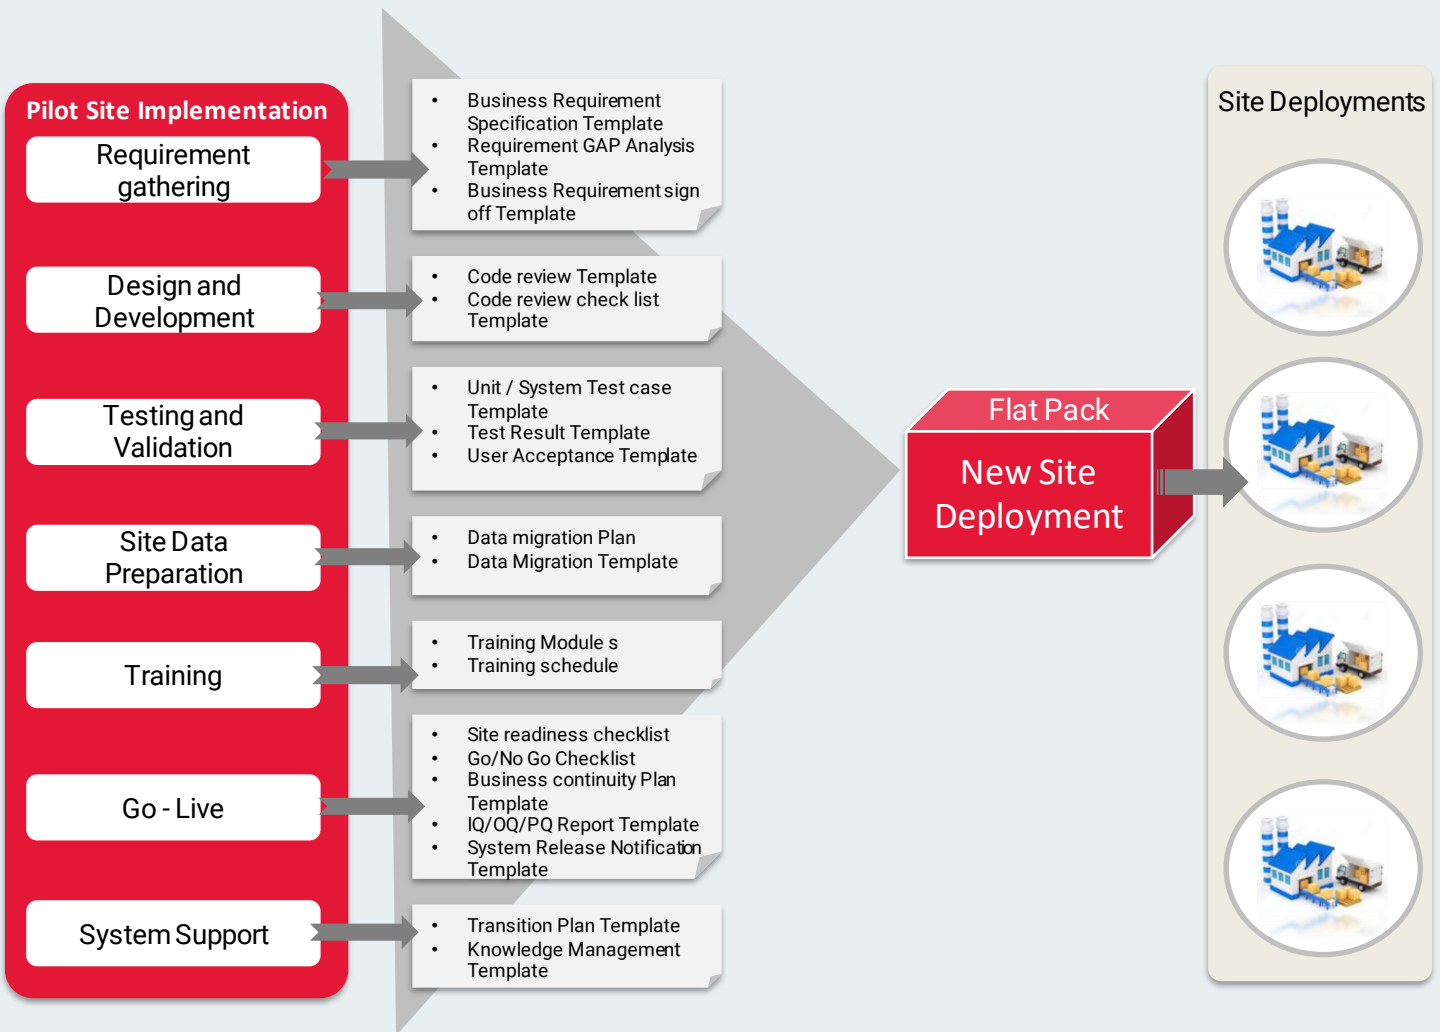 Pilot Site Implementation
Requirement
gathering
• Business Requirement
Specification Template
• Requirement GAP Analysis
Template
• Business Requirement sign
off Template
Design and
Development
• Code review Template
• Code review check list
Template
Testing and
Validation
• Unit / System Test case
Template
• Test Result Template
• User Acceptance Template
Site Data
Preparation
• Data migration Plan
• Data Migration Template
Training
• Training Module s
• Training schedule
Go - Live
• Site readiness checklist
• Go/No Go Checklist
• Business continuity Plan
Template
• IQ/OQ/PQ Report Template
• System Release Notification
Template
System Support
• Transition Plan Template
• Knowledge Management
Template
Flat Pack
New Site
Deployment
Site Deployments